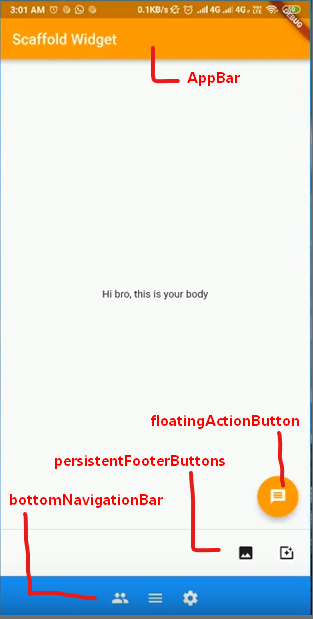 3:01 AM 0.1KB/s 4G 4G
DEBUG
Scaffold Widget
AppBar
Hi bro, this is your body
floatingActionButton
persistentFooterButtons
bottomNavigationBar